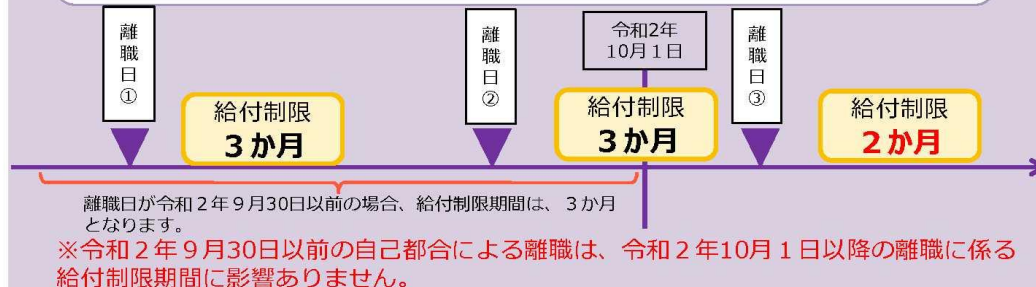 離職日①
離職日②
令和2年
10月1日
離職日③
給付制限
3か月
給付制限
3か月
給付制限
2か月
離職日が令和2年9月30日以前の場合、給付制限期間は、3か月
となります。
※令和2年9月30日以前の自己都合による離職は、令和2年10月1日以降の離職に係る
給付制限期間に影響ありません。